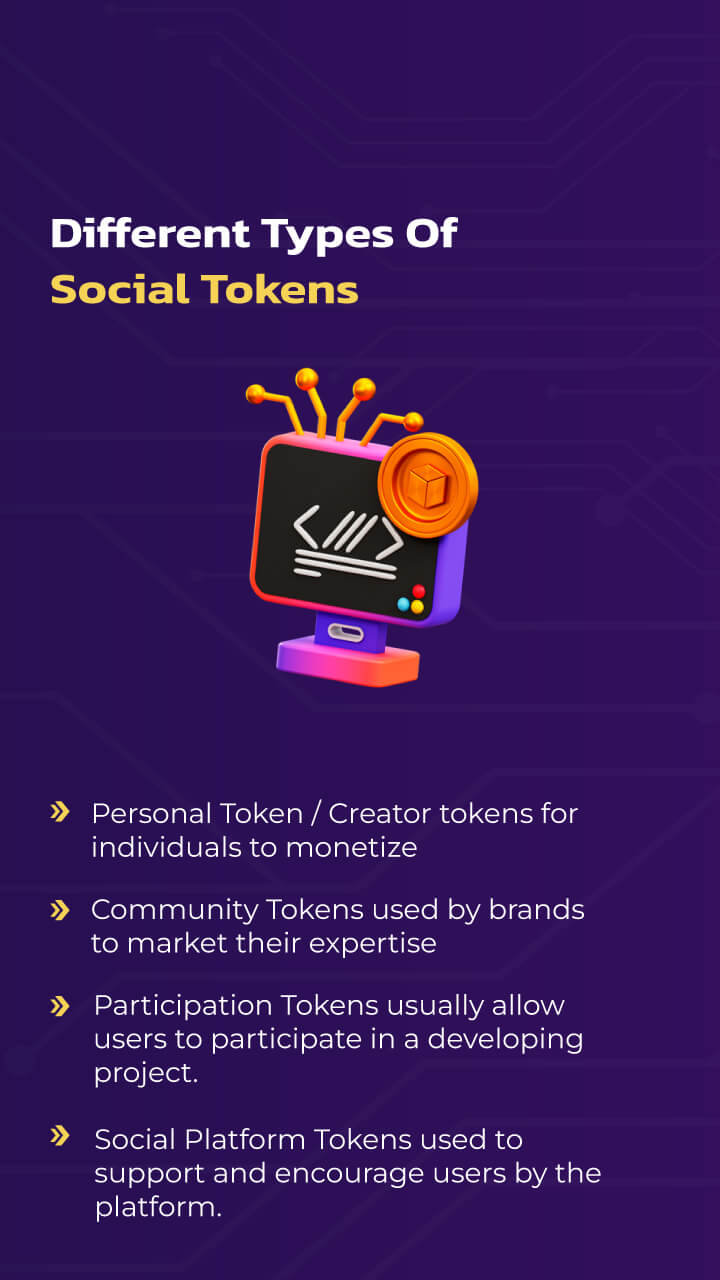 Different Types Of
Social Tokens
Personal Token / Creator tokens for
individuals to monetize
Community Tokens used by brands
to market their expertise
Participation Tokens usually allow
users to participate in a developing
project.
Social Platform Tokens used to
support and encourage users by the
platform.